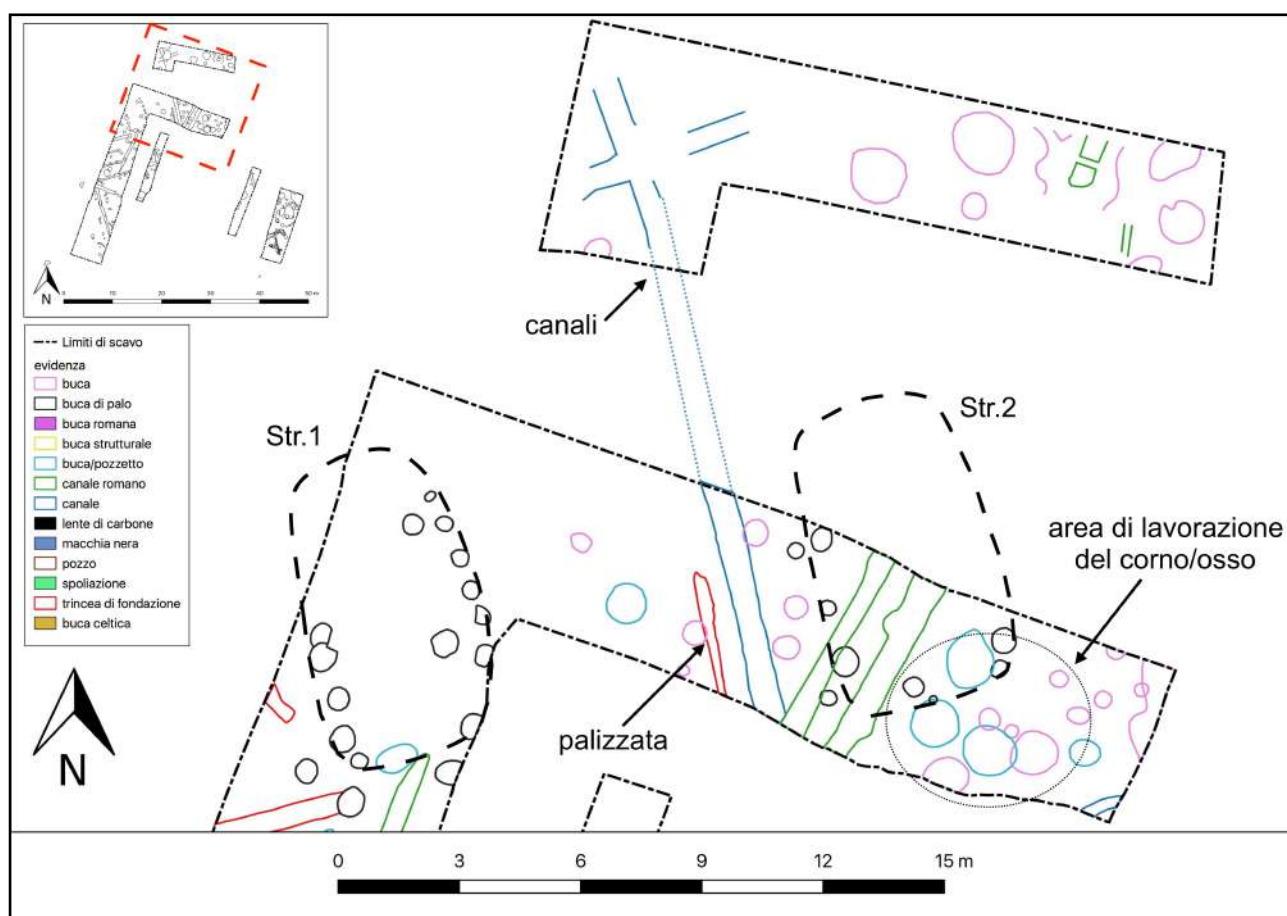 N
0 10 20 30 40 50 m
Limiti di scavo
evidenza
buca
buca di palo
buca romana
buca strutturale
buca/pozzetto
canale romano
canale
lente di carbone
macchia nera
pozzo
spoliazione
trincea di fondazione
buca celtica
N
canali
Str.1
Str.2
area di lavorazione
del corno/osso
palizzata
0 3 6 9 12 15 m